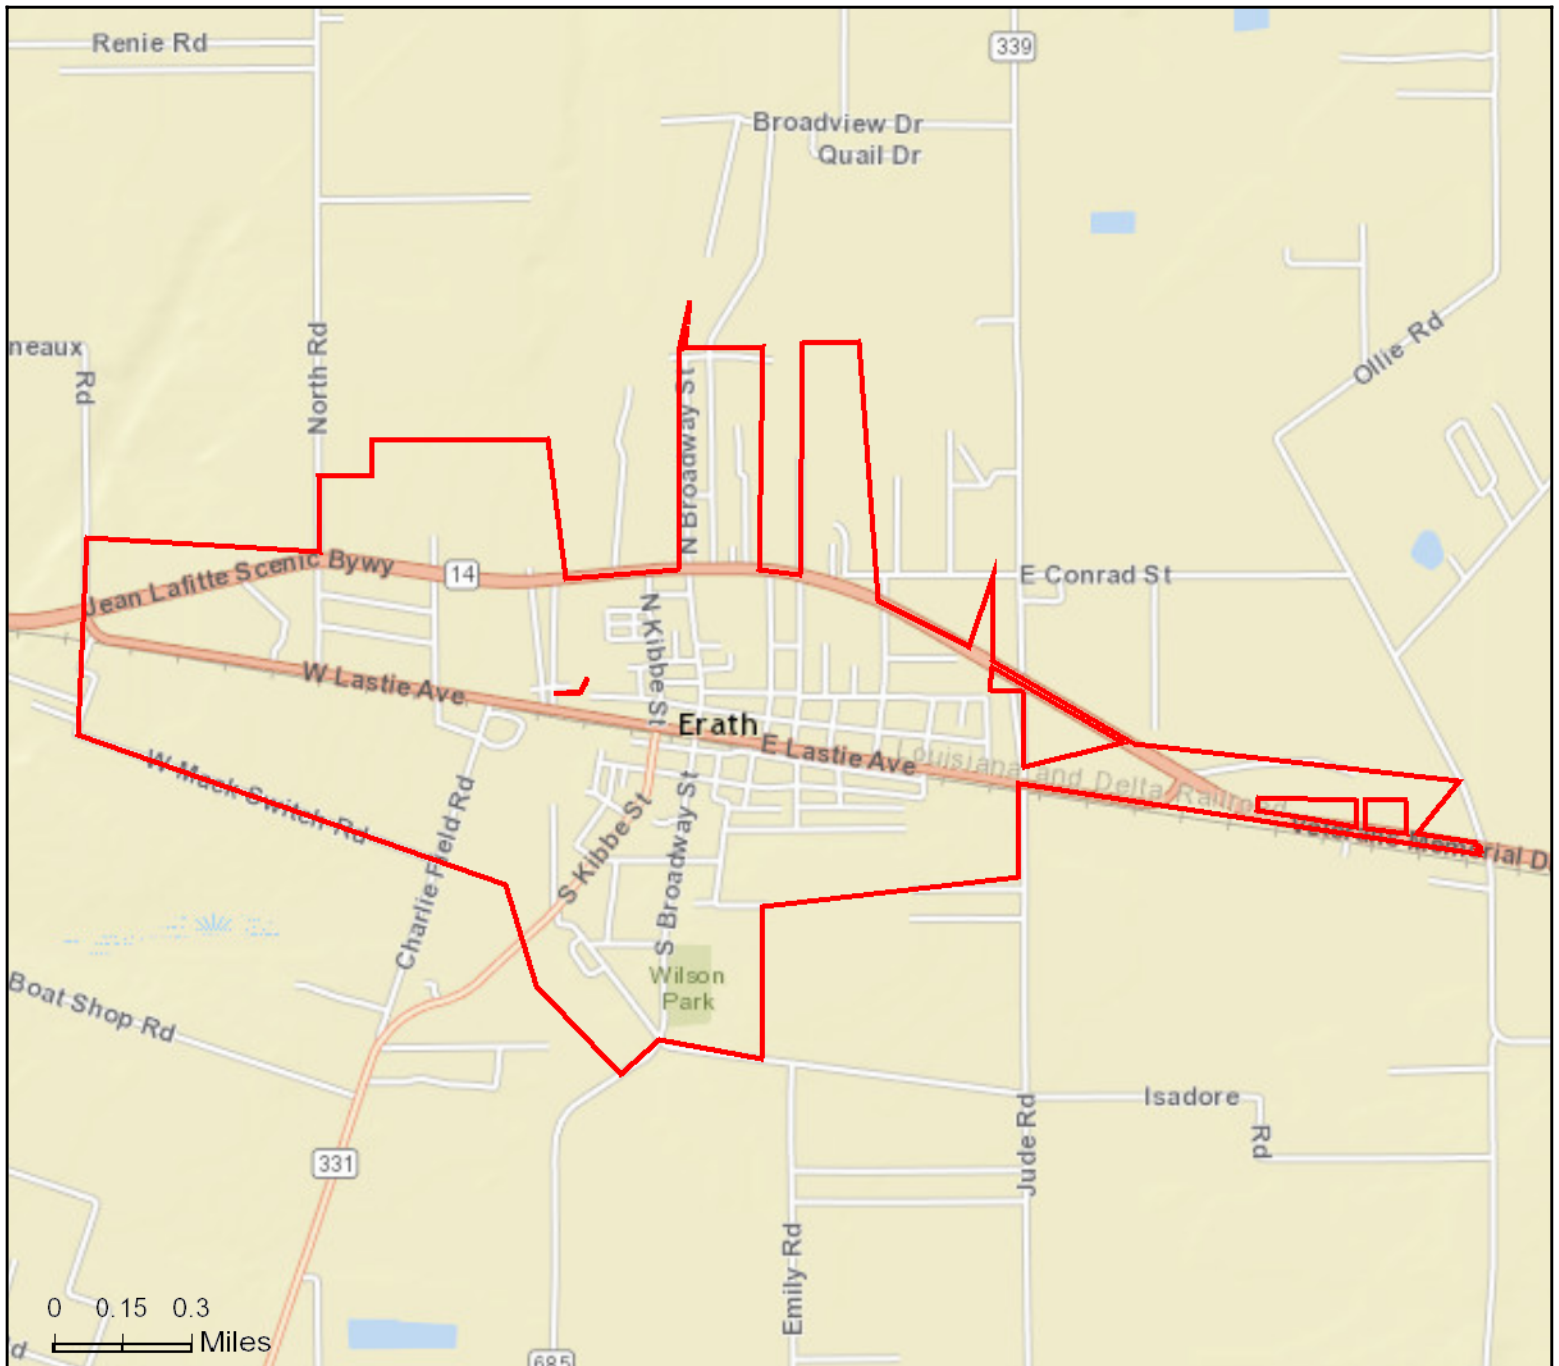 Renie Rd
339
Broadview Dr
Quail Dr
North Rd
neaux
Rd
Ollie Rd
N Broadway St
Jean Lafitte Scenic Bywy
14
E Conrad St
N Kibbe St
W Lastie Ave
Erath
E Lastie Ave
Louisiana and Delta Railroad
W Mack Switch Rd
Veterans Memorial D
Charlie Field Rd
S Kibbe St
S Broadway St
Wilson
Park
Boat Shop Rd
Isadore
Rd
Jude Rd
331
Emily Rd
0 0.15 0.3
Miles
d
685